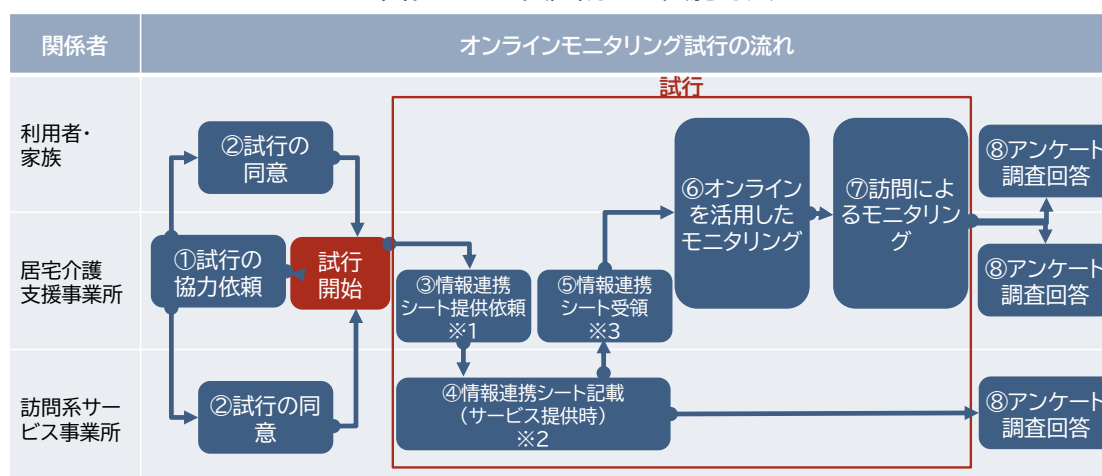 関係者
オンラインモニタリング試行の流れ
試行
利用者・
家族
②試行の
同意
⑥オンライン
を活用した
モニタリング
⑦訪問によ
るモニタリン
グ
⑧アンケート
調査回答
居宅介護
支援事業所
①試行の
協力依頼
試行
開始
③情報連携
シート提供依頼
※1
⑤情報連携
シート受領
※3
⑧アンケート
調査回答
訪問系サー
ビス事業所
②試行の同
意
④情報連携シート記載
(サービス提供時)
※2
⑧アンケート
調査回答